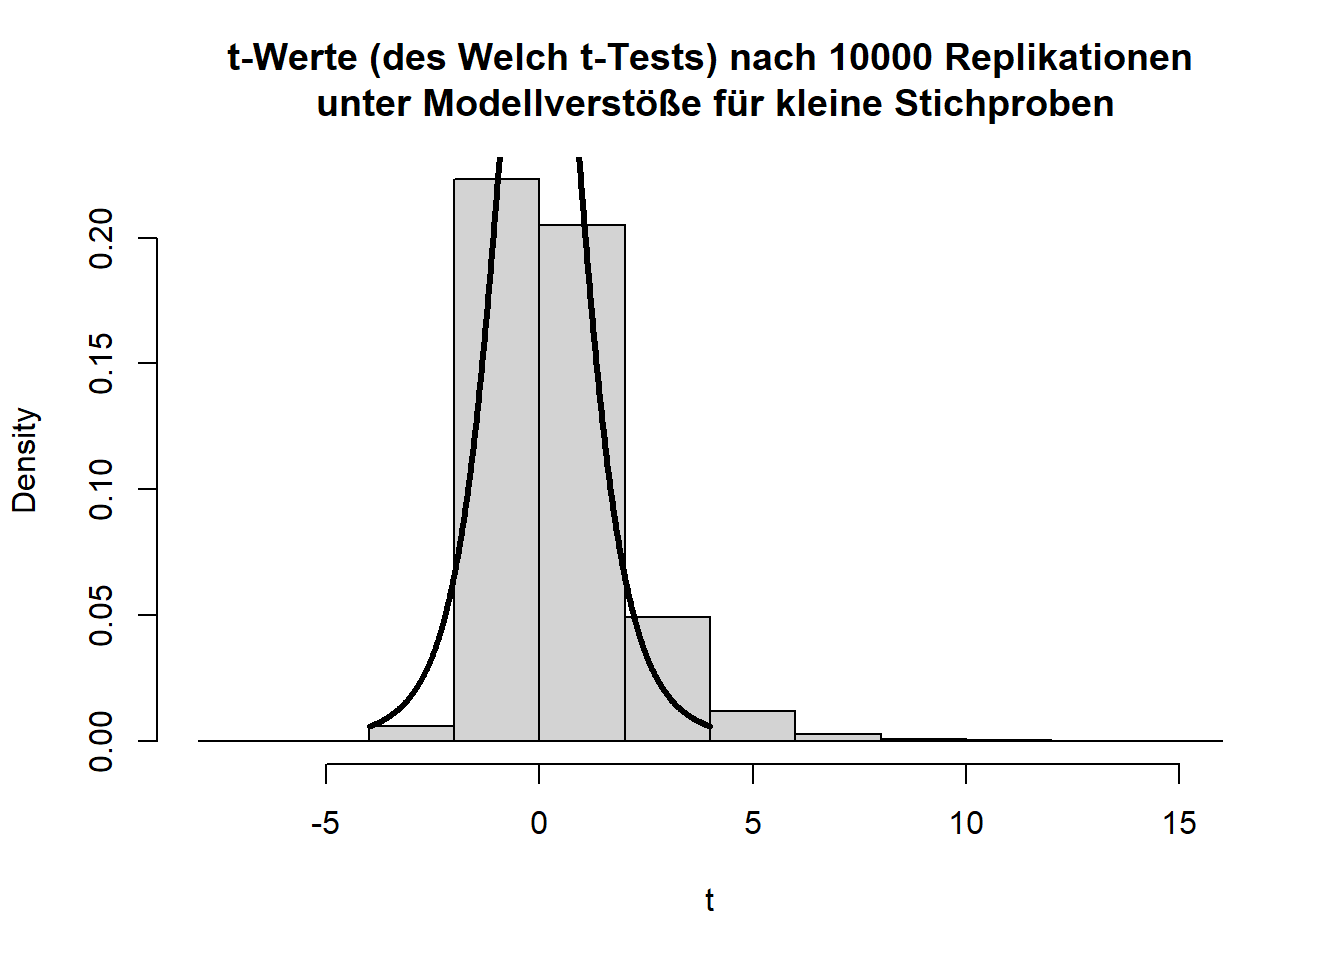 t-Werte (des Welch t-Tests) nach 10000 Replikationen
unter Modellverstöße für kleine Stichproben
Density
0.20
0.15
0.10
0.05
0.00
-5 0 5 10 15
t